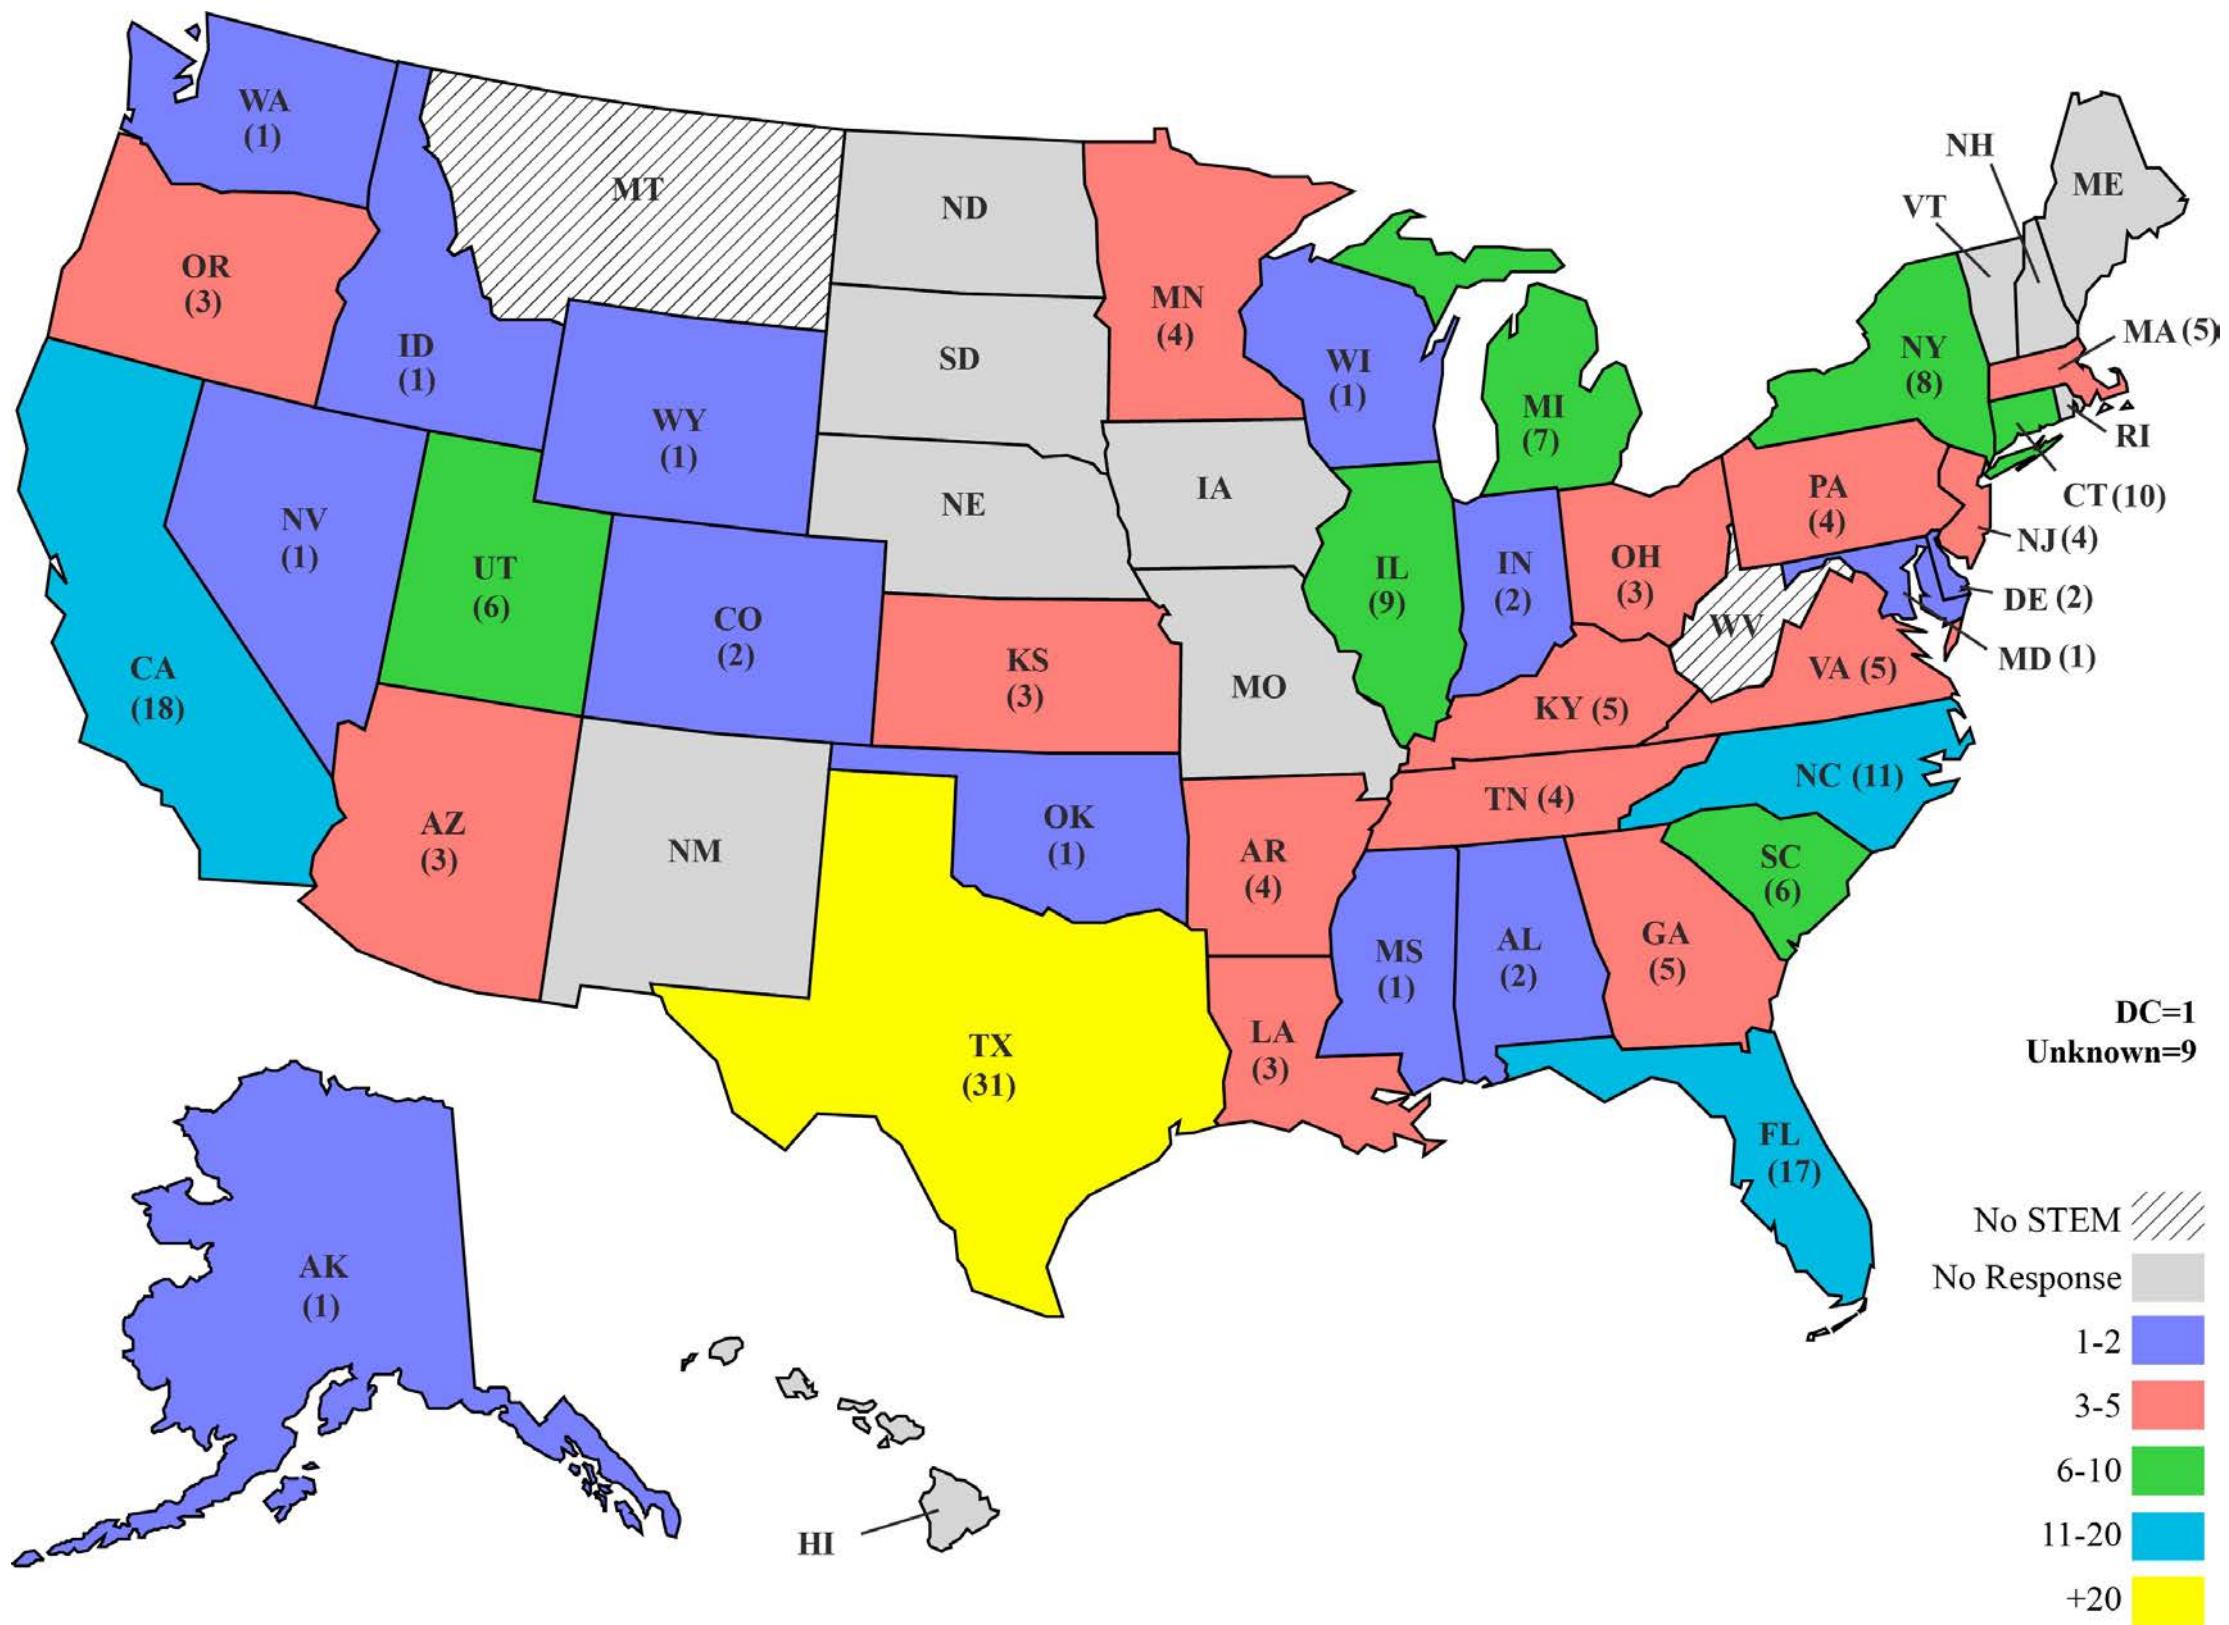 WA
(1)
MT
ND
NH
ME
VT
OR
(3)
MN
(4)
ID
(1)
SD
WI
(1)
NY
(8)
MA (5)
WY
(1)
MI
(7)
RI
NV
(1)
NE
IA
PA
(4)
CT (10)
NJ (4)
UT
(6)
CO
(2)
IL
(9)
IN
(2)
OH
(3)
WV
DE (2)
MD (1)
CA
(18)
KS
(3)
MO
KY (5)
VA (5)
NC (11)
TN (4)
AZ
(3)
NM
OK
(1)
AR
(4)
SC
(6)
MS
(1)
AL
(2)
GA
(5)
TX
(31)
LA
(3)
DC=1
Unknown=9
FL
(17)
AK
(1)
HI
No STEM
No Response
1-2
3-5
6-10
11-20
+20